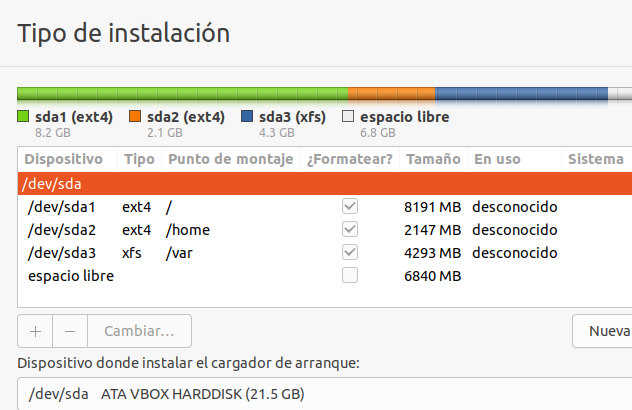 Tipo de instalación
sda1 (ext4) sda2 (ext4) sda3 (xfs) espacio libre
8.2 GB 2.1 GB 4.3 GB 6.8 GB
Dispositivo Tipo Punto de montaje ¿Formatear? Tamaño En uso Sistema
/dev/sda
/dev/sda1 ext4 / 8191 MB desconocido
/dev/sda2 ext4 /home 2147 MB desconocido
/dev/sda3 xfs /var 4293 MB desconocido
espacio libre 6840 MB
+ − Cambiar... Nueva
Dispositivo donde instalar el cargador de arranque:
/dev/sda ATA VBOX HARDDISK (21.5 GB)